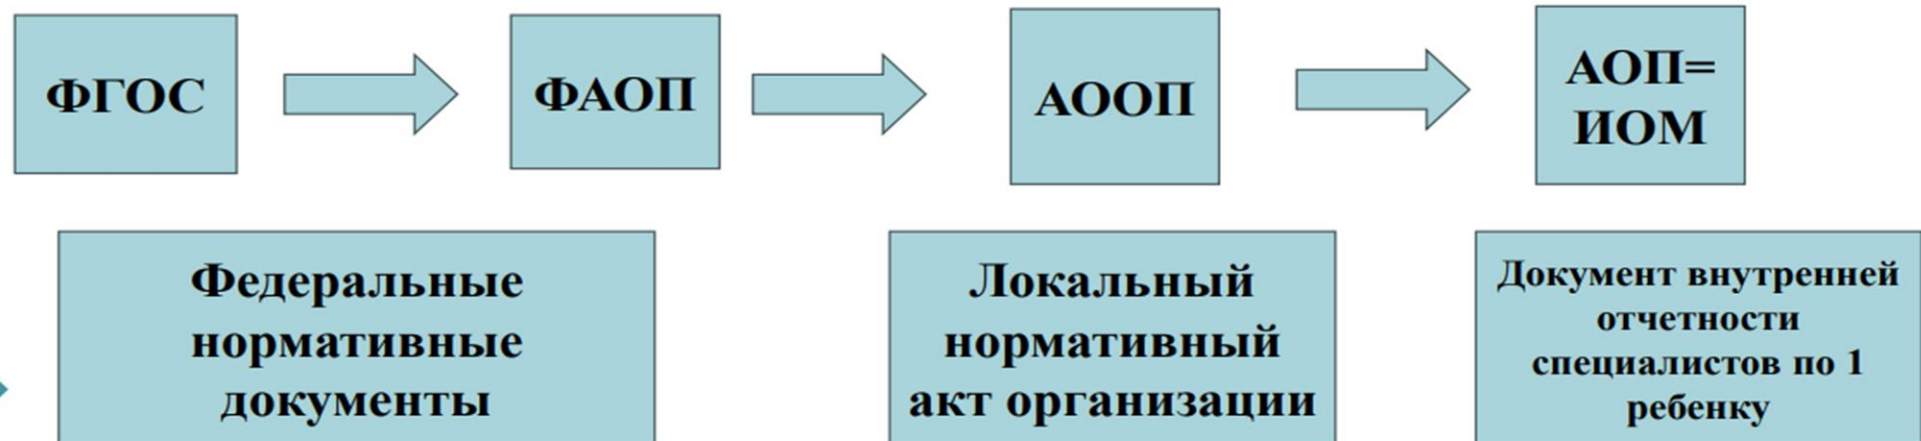 ФГОС
ФАОП
АООП
АОП=
ИОМ
Федеральные
нормативные
документы
Локальный
нормативный
акт организации
Документ внутренней
отчетности
специалистов по 1
ребенку